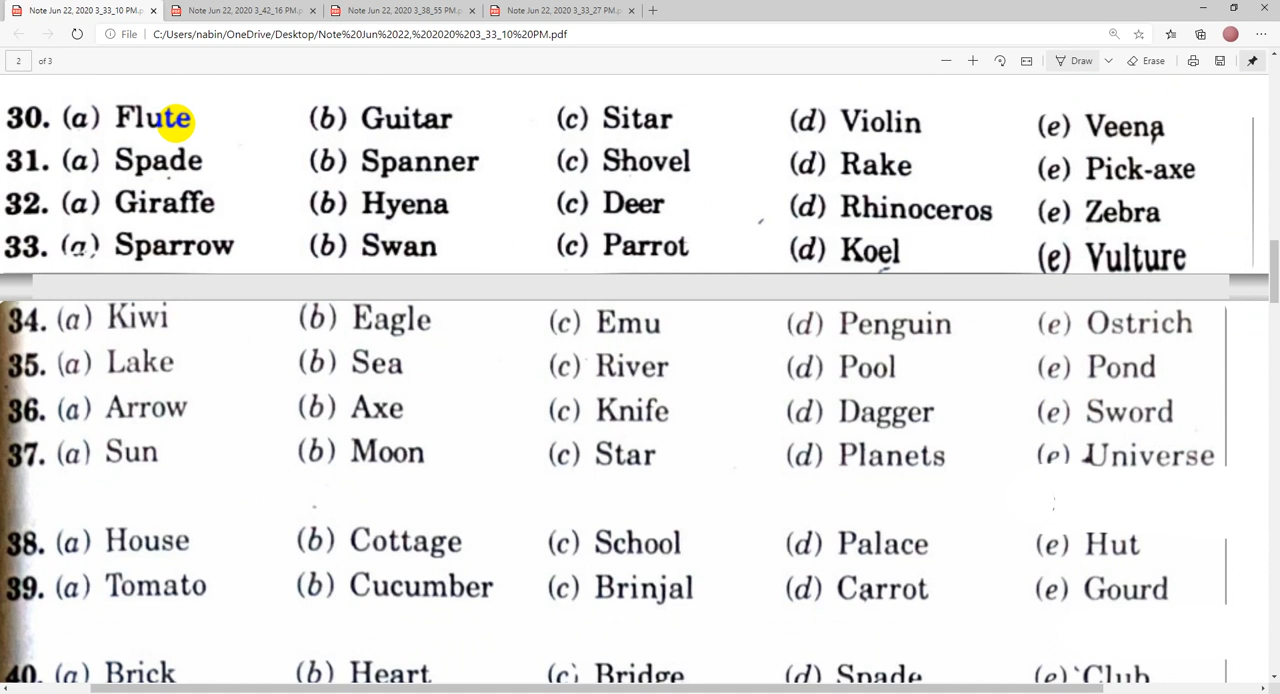 Note Jun 22, 2020 3_33_10 PM.p Note Jun 22, 2020 3_42_16 PM.p Note Jun 22, 2020 3_38_55 PM.p Note Jun 22, 2020 3_33_27 PM.p
File C:/Users/nabin/OneDrive/Desktop/Note%20Jun%2022,%202020%203_33_10%20PM.pdf
2 of 3 Draw Erase
30. (a) Flute (b) Guitar (c) Sitar (d) Violin (e) Veena
31. (a) Spade (b) Spanner (c) Shovel (d) Rake (e) Pick-axe
32. (a) Giraffe (b) Hyena (c) Deer (d) Rhinoceros (e) Zebra
33. (a) Sparrow (b) Swan (c) Parrot (d) Koel (e) Vulture
34. (a) Kiwi (b) Eagle (c) Emu (d) Penguin (e) Ostrich
35. (a) Lake (b) Sea (c) River (d) Pool (e) Pond
36. (a) Arrow (b) Axe (c) Knife (d) Dagger (e) Sword
37. (a) Sun (b) Moon (c) Star (d) Planets (e) Universe
38. (a) House (b) Cottage (c) School (d) Palace (e) Hut
39. (a) Tomato (b) Cucumber (c) Brinjal (d) Carrot (e) Gourd
40. (a) Brick (b) Heart (c) Bridge (d) Spade (e) Club